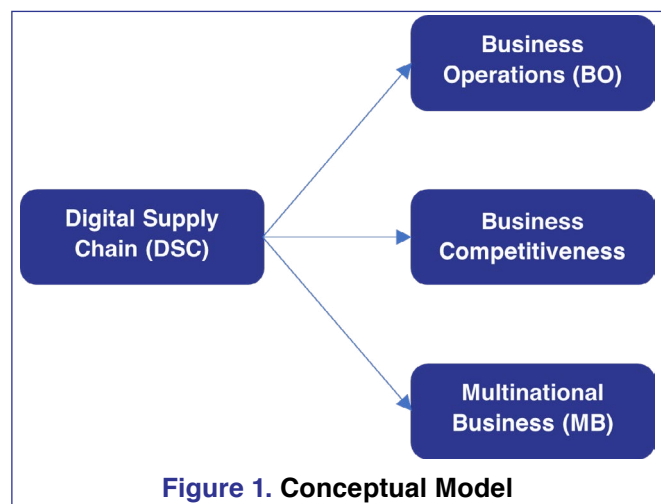 Business
Operations (BO)
Digital Supply
Chain (DSC)
Business
Competitiveness
Multinational
Business (MB)
Figure 1. Conceptual Model